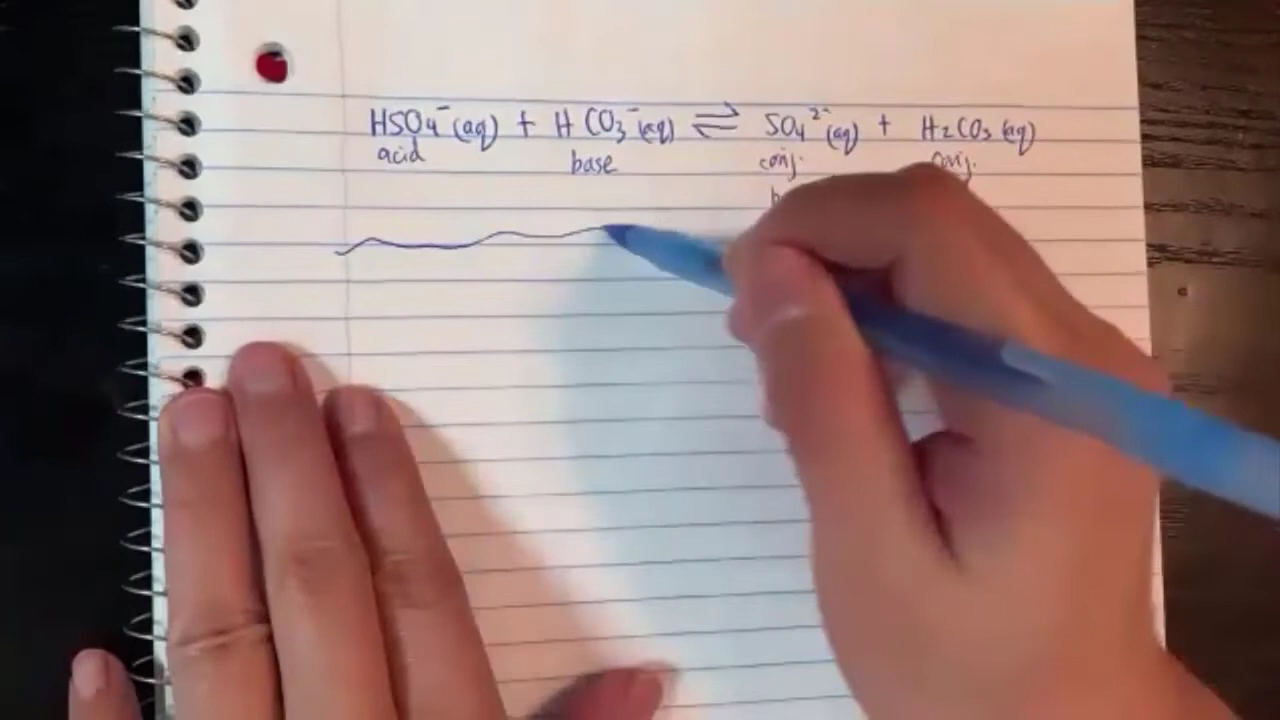 HSO₄⁻(aq) + HCO₃⁻(aq) ⇌ SO₄²⁻(aq) + H₂CO₃(aq)
acid base conj. conj.